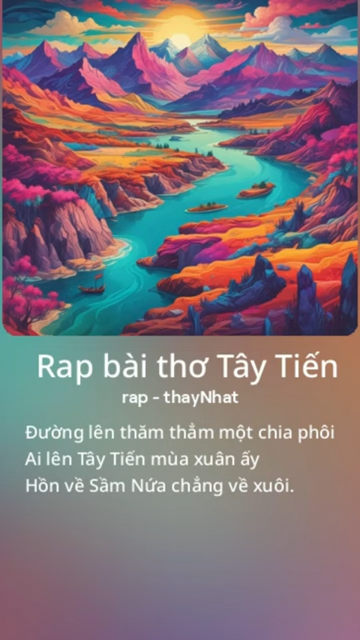 Rap bài thơ Tây Tiến
rap - thayNhat
Đường lên thăm thẳm một chia phôi
Ai lên Tây Tiến mùa xuân ấy
Hồn về Sầm Nứa chẳng về xuôi.